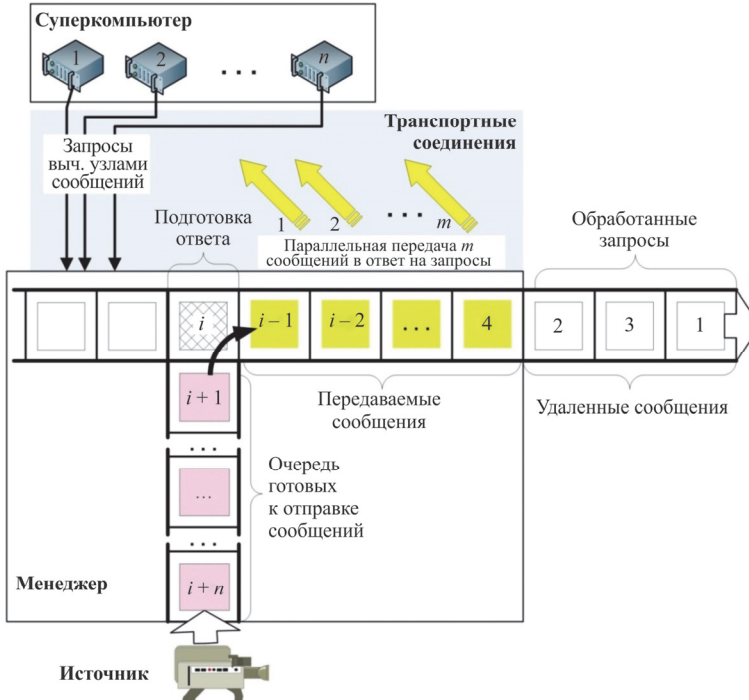 Суперкомпьютер
1
2
...
n
Транспортные
соединения
Запросы
выч. узлами
сообщений
1
2
...
m
Подготовка
ответа
Параллельная передача m
сообщений в ответ на запросы
Обработанные
запросы
i
i – 1
i – 2
...
4
2
3
1
i + 1
Передаваемые
сообщения
Удаленные сообщения
...
...
Очередь
готовых
к отправке
сообщений
...
i + n
Менеджер
Источник